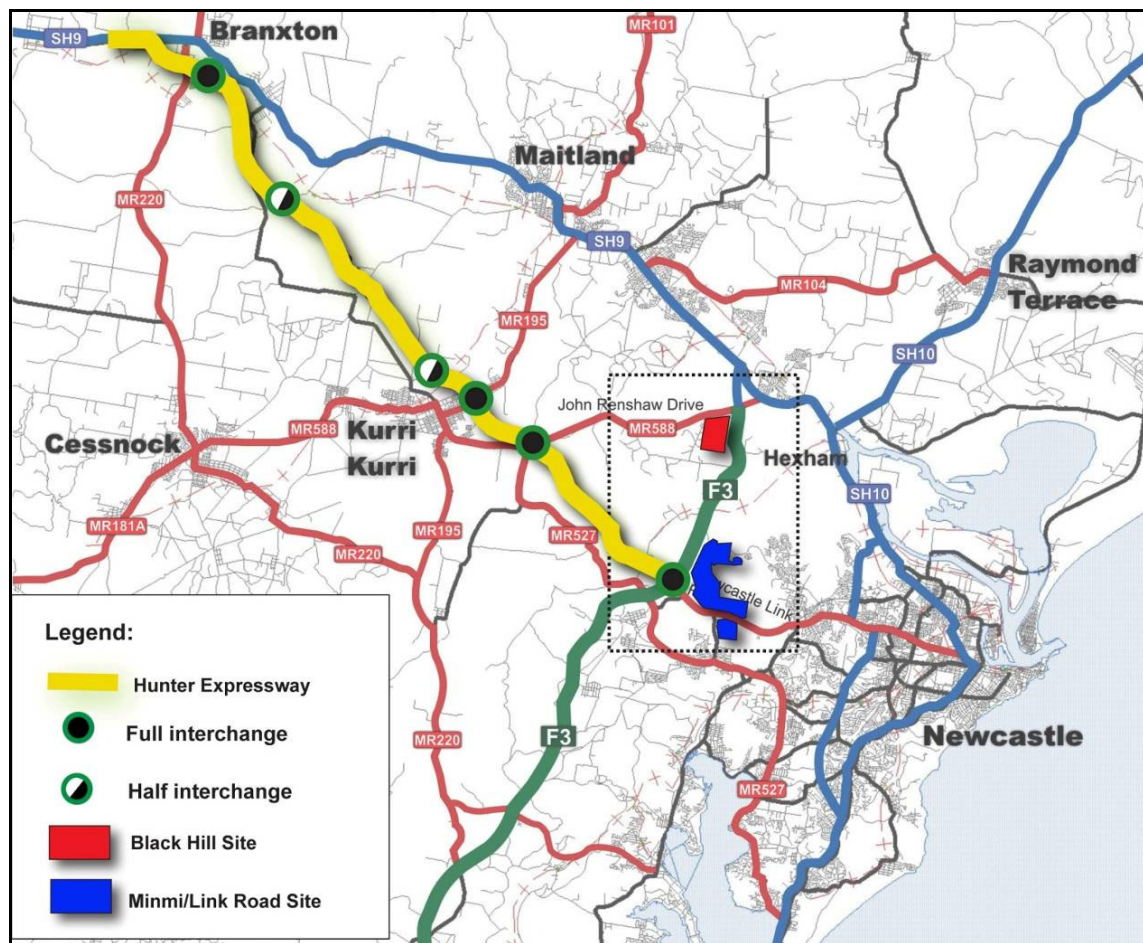 SH9
Branxton
MR101
MR220
Maitland
SH9
MR104
Raymond
Terrace
MR195
SH10
John Renshaw Drive
MR588
MR588
Kurri
Kurri
Cessnock
Hexham
F3
SH10
MR181A
MR220
MR195
MR527
wcastle Link
F3
MR220
MR527
Newcastle
Legend:
Hunter Expressway
Full interchange
Half interchange
Black Hill Site
Minmi/Link Road Site